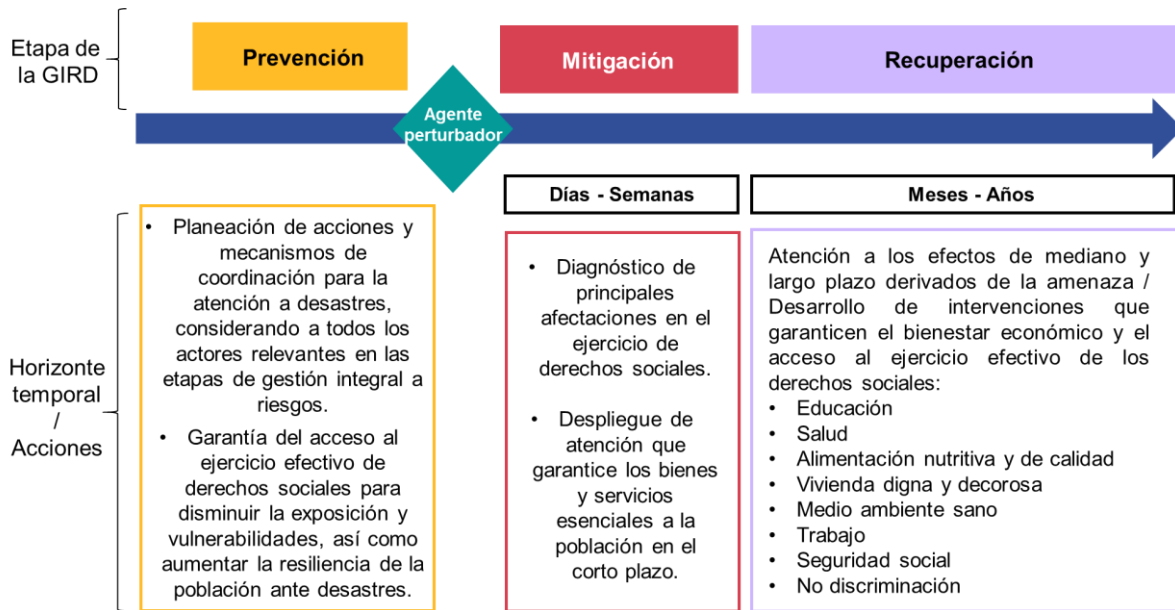 Etapa de
la GIRD
Prevención
Mitigación
Recuperación
Agente
perturbador
Días - Semanas
Meses - Años
Horizonte
temporal
/
Acciones
• Planeación de acciones y
mecanismos de
coordinación para la
atención a desastres,
considerando a todos los
actores relevantes en las
etapas de gestión integral a
riesgos.
• Garantía del acceso al
ejercicio efectivo de
derechos sociales para
disminuir la exposición y
vulnerabilidades, así como
aumentar la resiliencia de la
población ante desastres.
• Diagnóstico de
principales
afectaciones en el
ejercicio de
derechos sociales.
• Despliegue de
atención que
garantice los bienes
y servicios
esenciales a la
población en el
corto plazo.
Atención a los efectos de mediano y
largo plazo derivados de la amenaza /
Desarrollo de intervenciones que
garanticen el bienestar económico y el
acceso al ejercicio efectivo de los
derechos sociales:
• Educación
• Salud
• Alimentación nutritiva y de calidad
• Vivienda digna y decorosa
• Medio ambiente sano
• Trabajo
• Seguridad social
• No discriminación